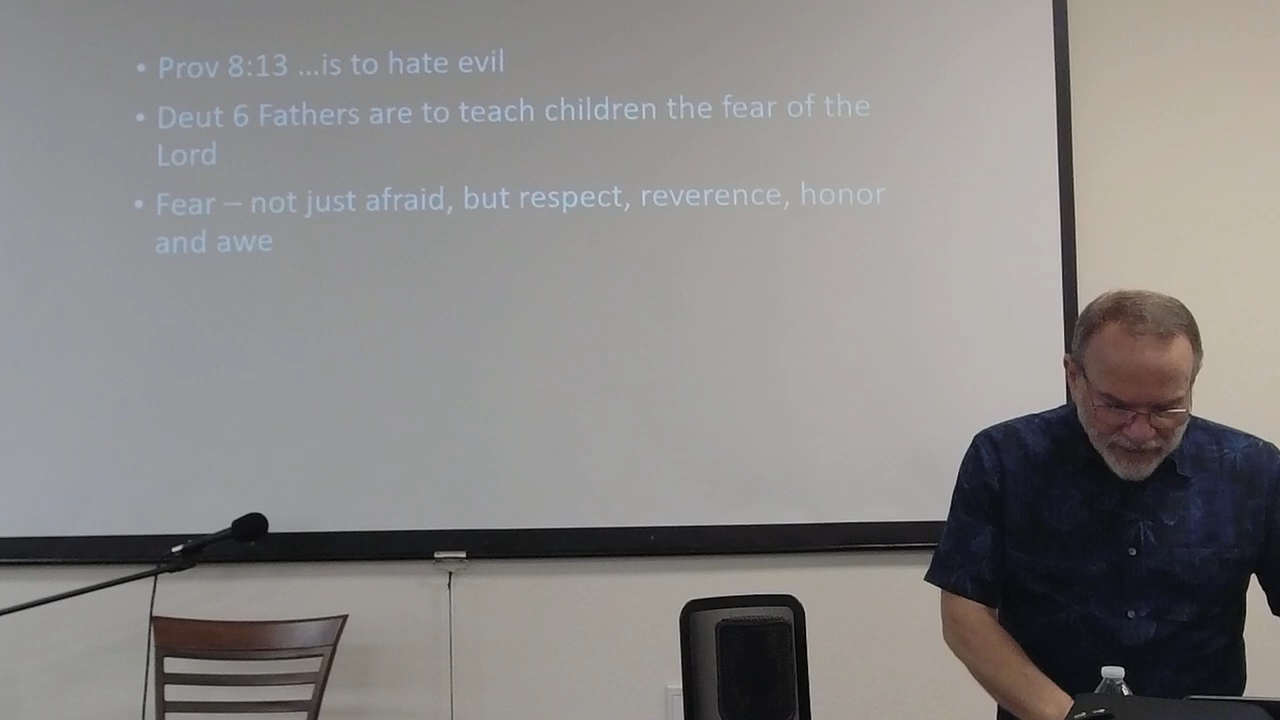 • Prov 8:13 ...is to hate evil
• Deut 6 Fathers are to teach children the fear of the
Lord
• Fear – not just afraid, but respect, reverence, honor
and awe